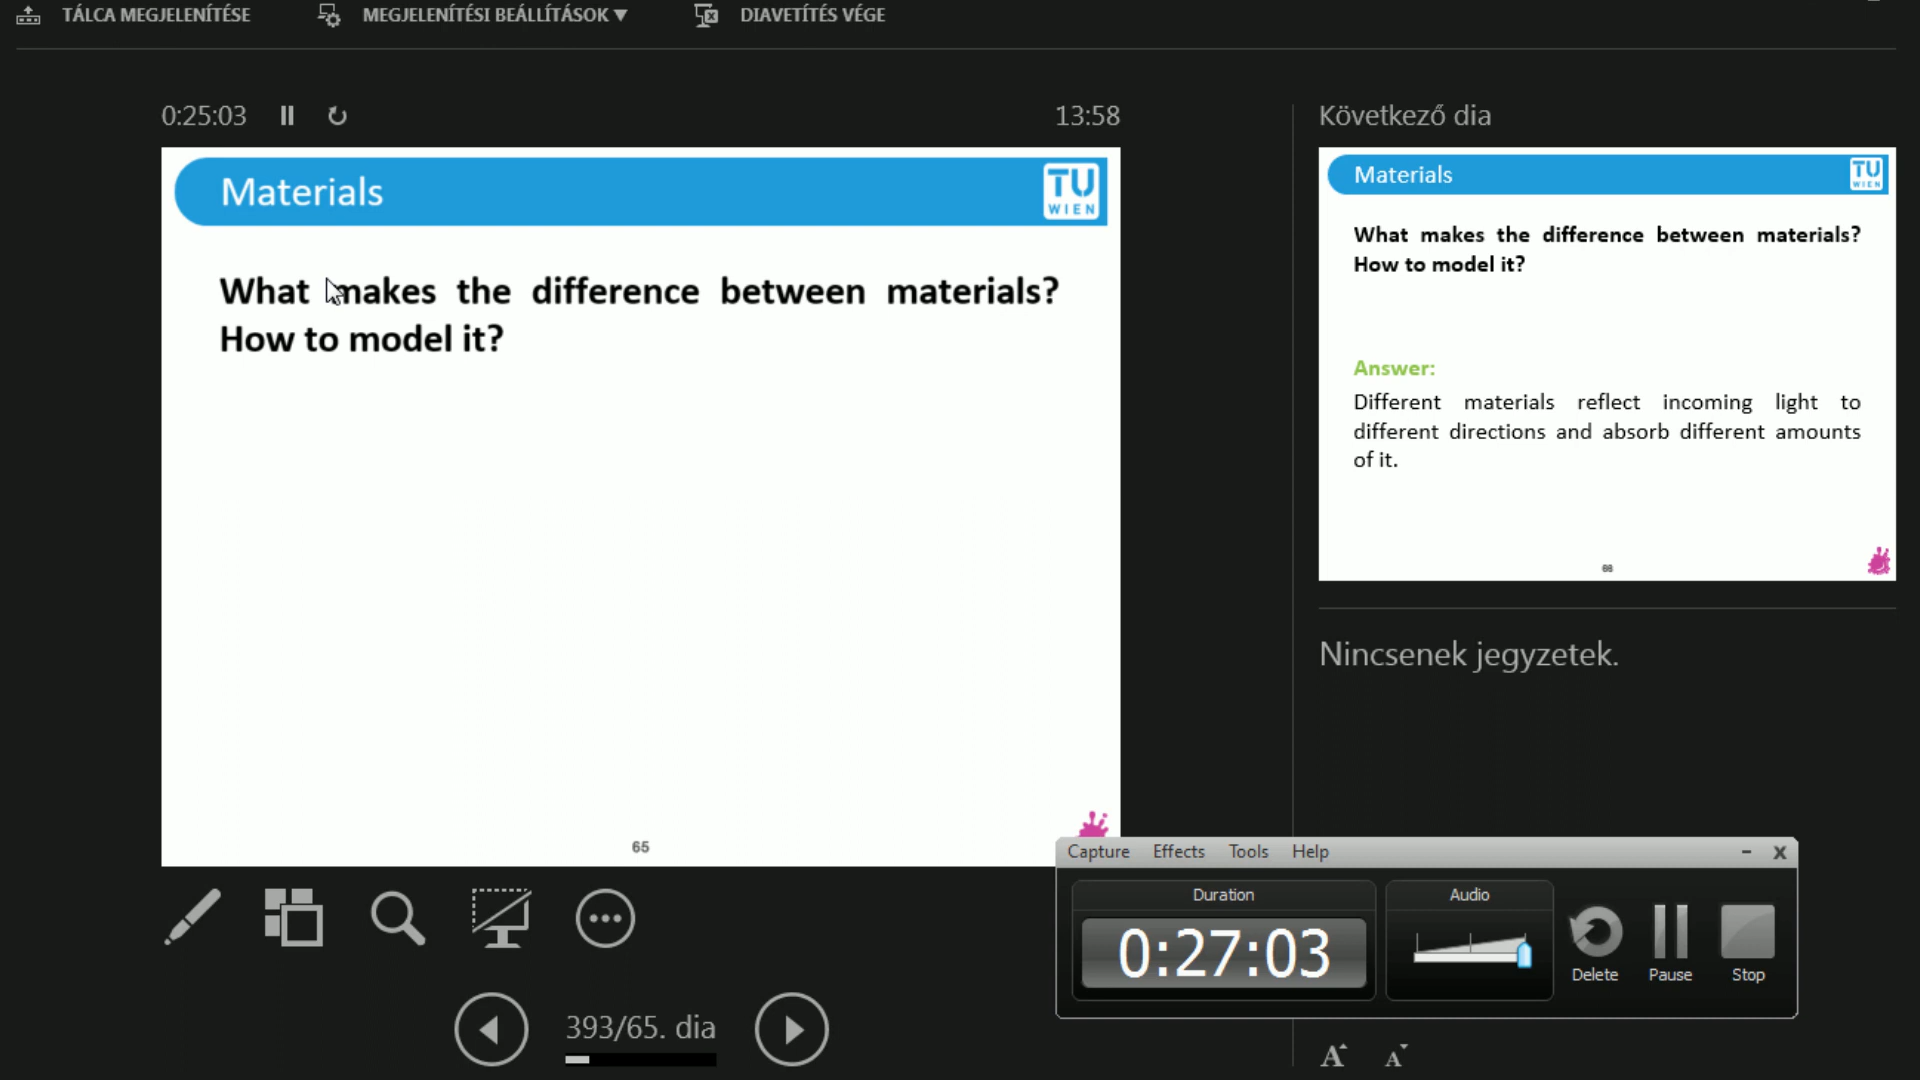 TÁLCA MEGJELENÍTÉSE
MEGJELENÍTÉSI BEÁLLÍTÁSOK ▼
DIAVETÍTÉS VÉGE
0:25:03
13:58
Materials
TU
WIEN
What makes the difference between materials?
How to model it?
65
Következő dia
Materials
TU
WIEN
What makes the difference between materials?
How to model it?
Answer:
Different materials reflect incoming light to
different directions and absorb different amounts
of it.
66
Nincsenek jegyzetek.
393/65. dia
Capture Effects Tools Help
Duration
0:27:03
Audio
Delete
Pause
Stop
A
A